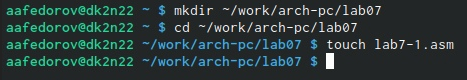 aafedorov@dk2n22 ~ $ mkdir ~/work/arch-pc/lab07
aafedorov@dk2n22 ~ $ cd ~/work/arch-pc/lab07
aafedorov@dk2n22 ~/work/arch-pc/lab07 $ touch lab7-1.asm
aafedorov@dk2n22 ~/work/arch-pc/lab07 $